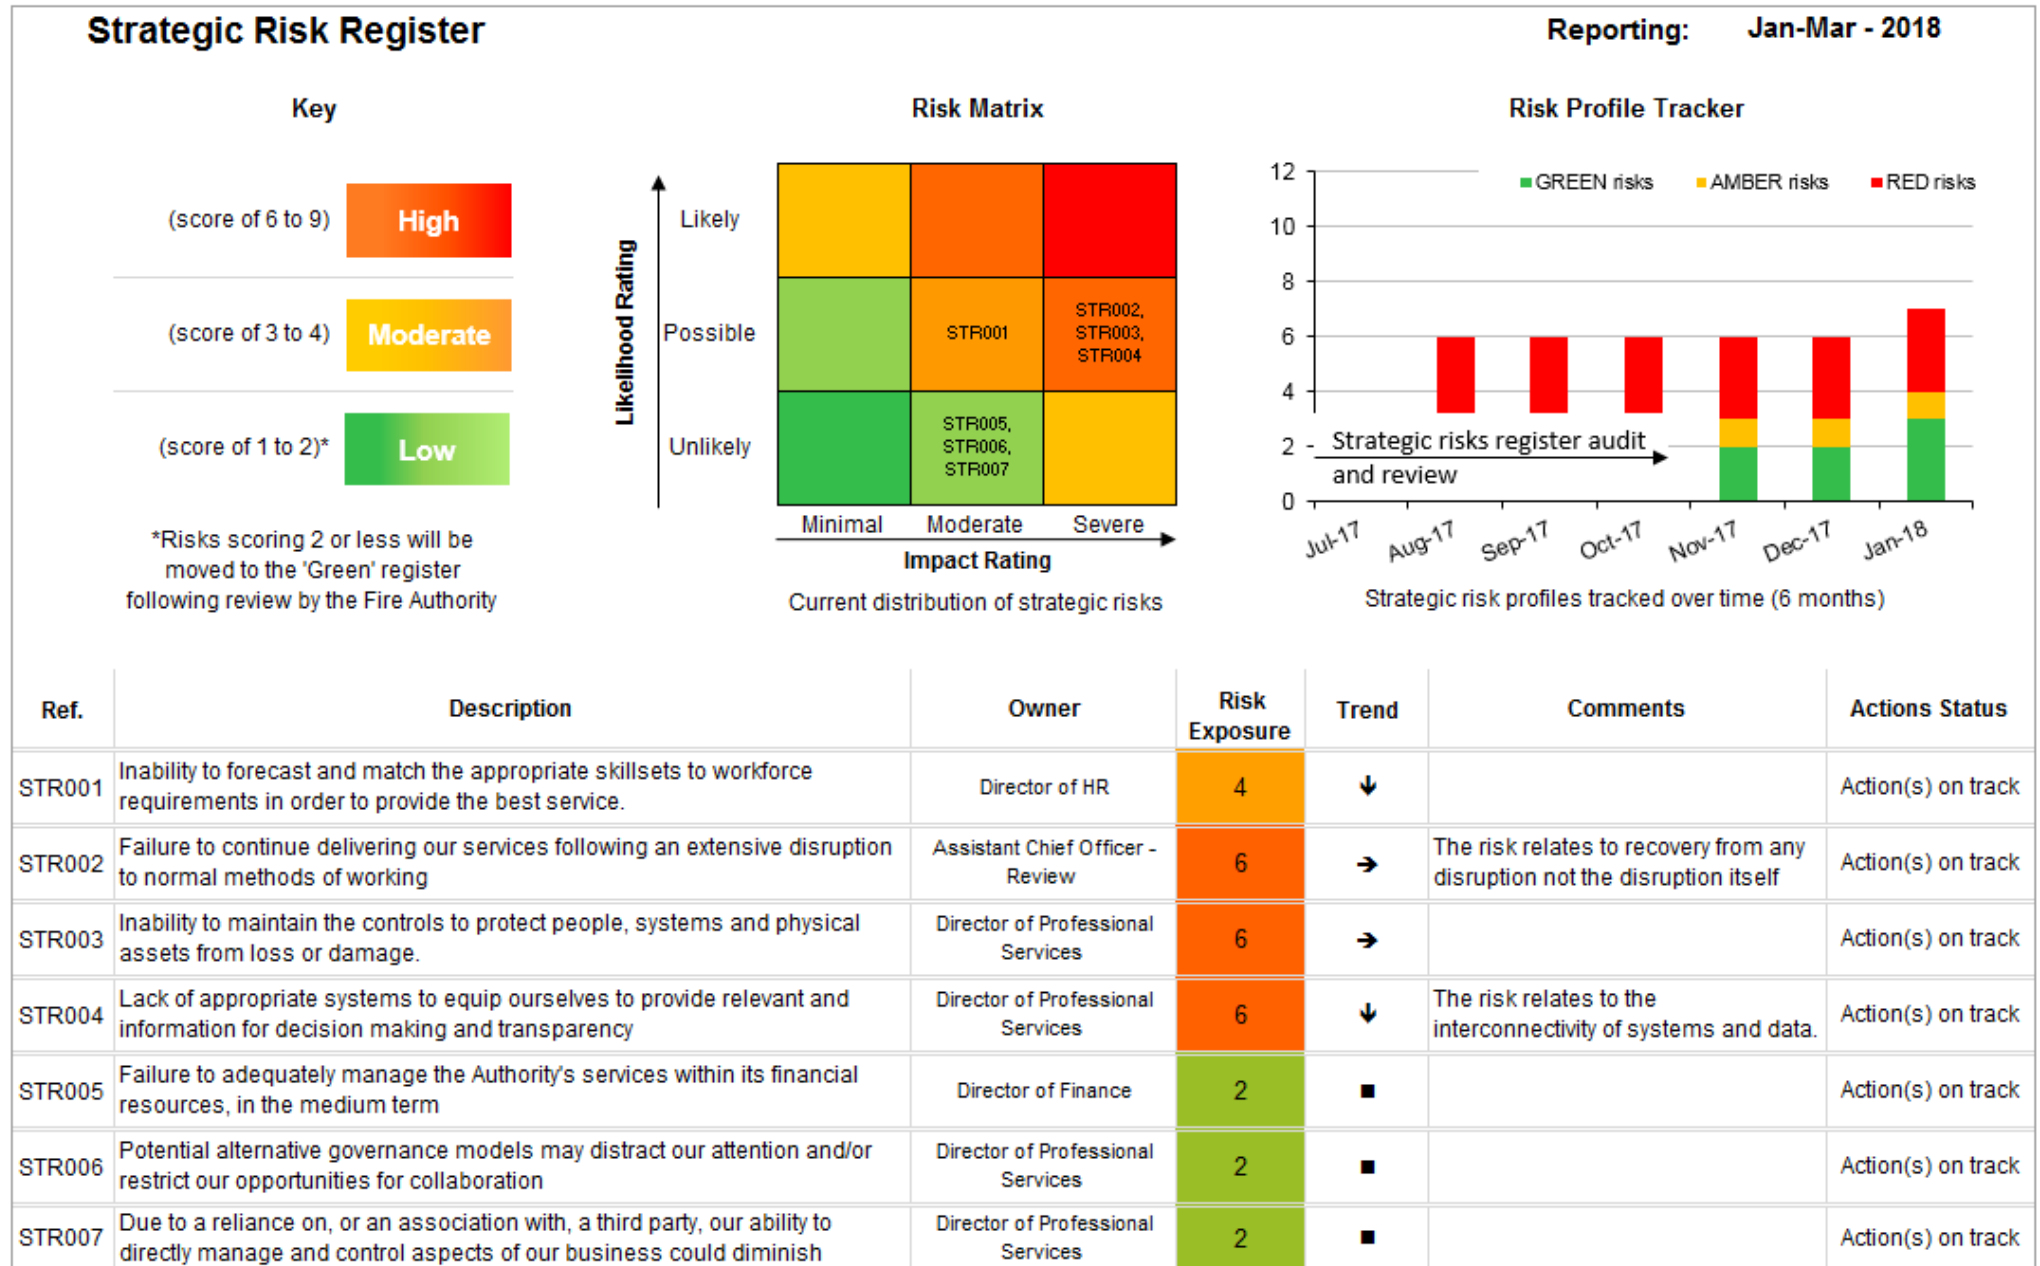 Strategic Risk Register
Reporting: Jan-Mar - 2018
Key
(score of 6 to 9) High
(score of 3 to 4) Moderate
(score of 1 to 2)* Low
*Risks scoring 2 or less will be
moved to the 'Green' register
following review by the Fire Authority
Risk Matrix
Likelihood Rating
Likely
Possible
Unlikely
STR001
STR002,
STR003,
STR004
STR005,
STR006,
STR007
Minimal Moderate Severe
Impact Rating
Current distribution of strategic risks
Risk Profile Tracker
GREEN risks AMBER risks RED risks
12
10
8
6
4
2
0
Strategic risks register audit
and review
Jul-17 Aug-17 Sep-17 Oct-17 Nov-17 Dec-17 Jan-18
Strategic risk profiles tracked over time (6 months)
Ref. Description Owner Risk Exposure Trend Comments Actions Status
STR001
Inability to forecast and match the appropriate skillsets to workforce
requirements in order to provide the best service.
Director of HR
4
Action(s) on track
STR002
Failure to continue delivering our services following an extensive disruption
to normal methods of working
Assistant Chief Officer -
Review
6
The risk relates to recovery from any
disruption not the disruption itself
Action(s) on track
STR003
Inability to maintain the controls to protect people, systems and physical
assets from loss or damage.
Director of Professional
Services
6
Action(s) on track
STR004
Lack of appropriate systems to equip ourselves to provide relevant and
information for decision making and transparency
Director of Professional
Services
6
The risk relates to the
interconnectivity of systems and data.
Action(s) on track
STR005
Failure to adequately manage the Authority's services within its financial
resources, in the medium term
Director of Finance
2
Action(s) on track
STR006
Potential alternative governance models may distract our attention and/or
restrict our opportunities for collaboration
Director of Professional
Services
2
Action(s) on track
STR007
Due to a reliance on, or an association with, a third party, our ability to
directly manage and control aspects of our business could diminish
Director of Professional
Services
2
Action(s) on track